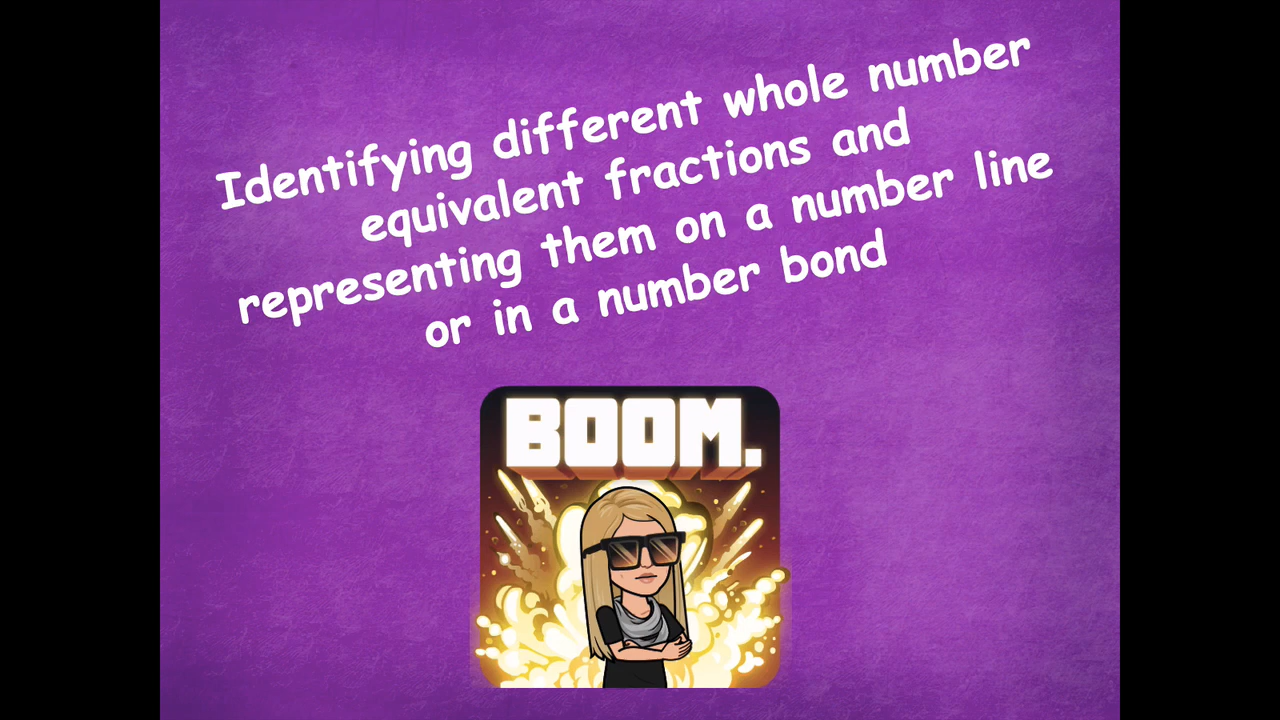 Identifying different whole number
equivalent fractions and
representing them on a number line
or in a number bond
BOOM.